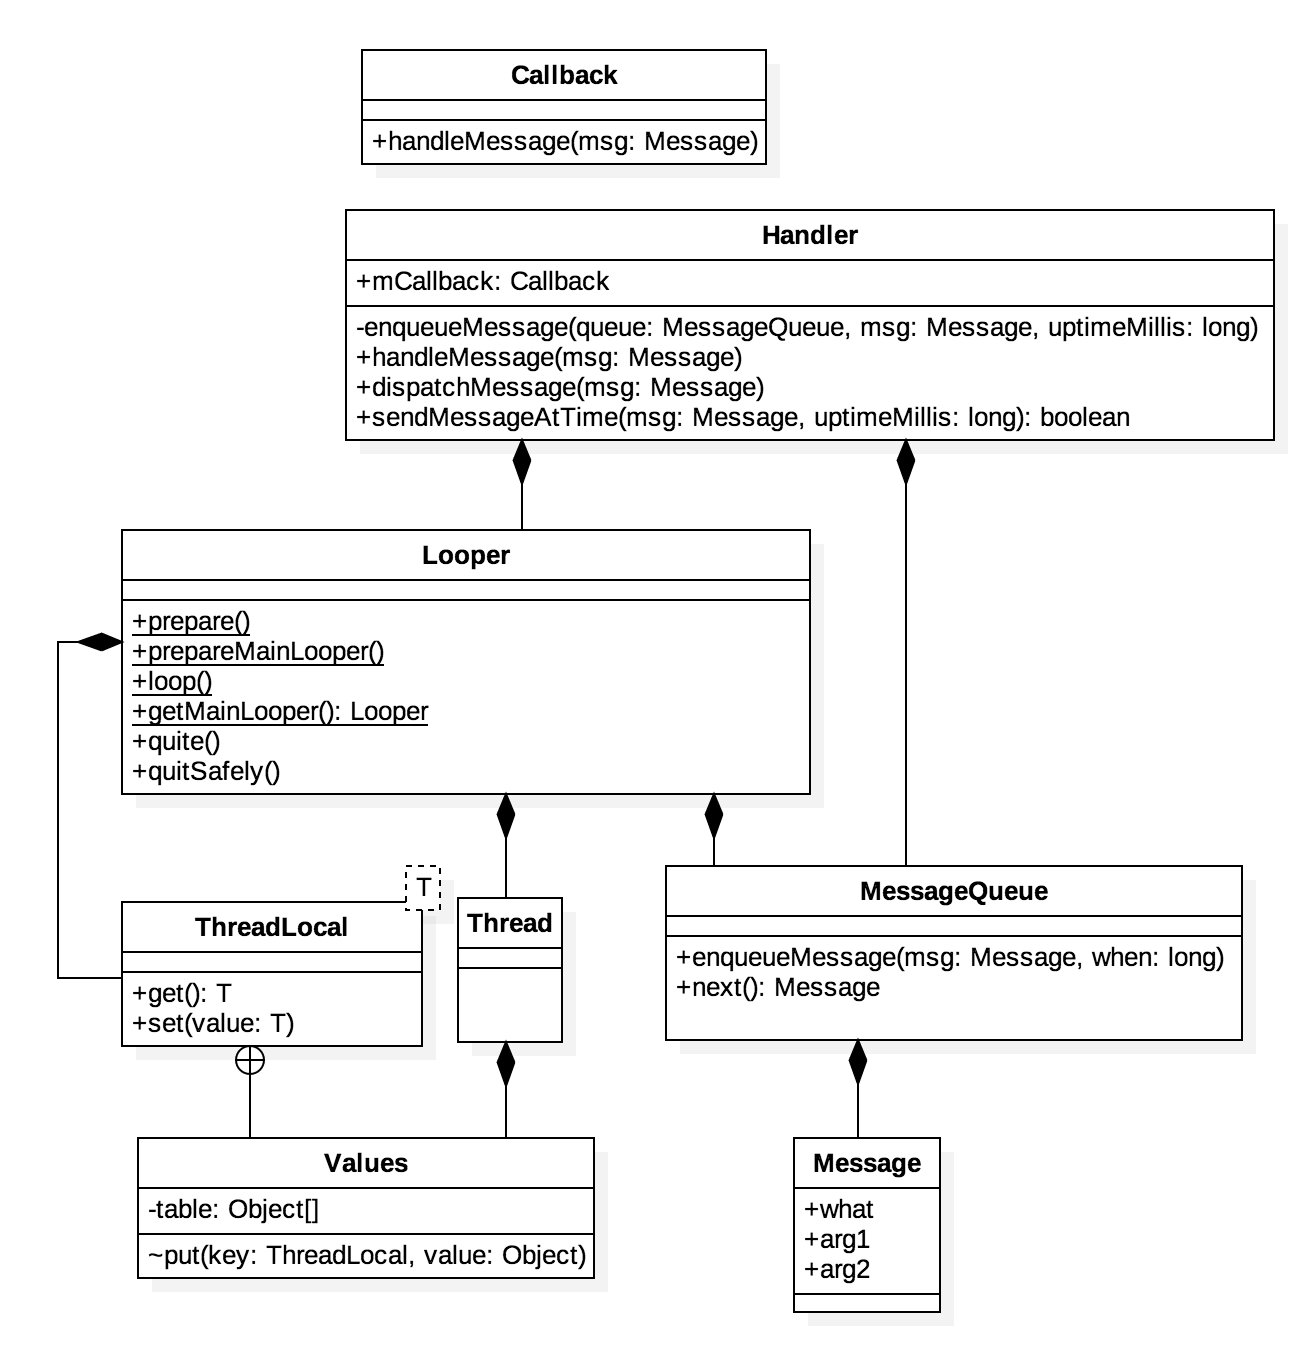 Callback
+handleMessage(msg: Message)
Handler
+mCallback: Callback
-enqueueMessage(queue: MessageQueue, msg: Message, uptimeMillis: long)
+handleMessage(msg: Message)
+dispatchMessage(msg: Message)
+sendMessageAtTime(msg: Message, uptimeMillis: long): boolean
Looper
+prepare()
+prepareMainLooper()
+loop()
+getMainLooper(): Looper
+quite()
+quitSafely()
T
ThreadLocal
+get(): T
+set(value: T)
Thread
MessageQueue
+enqueueMessage(msg: Message, when: long)
+next(): Message
Values
-table: Object[]
~put(key: ThreadLocal, value: Object)
Message
+what
+arg1
+arg2